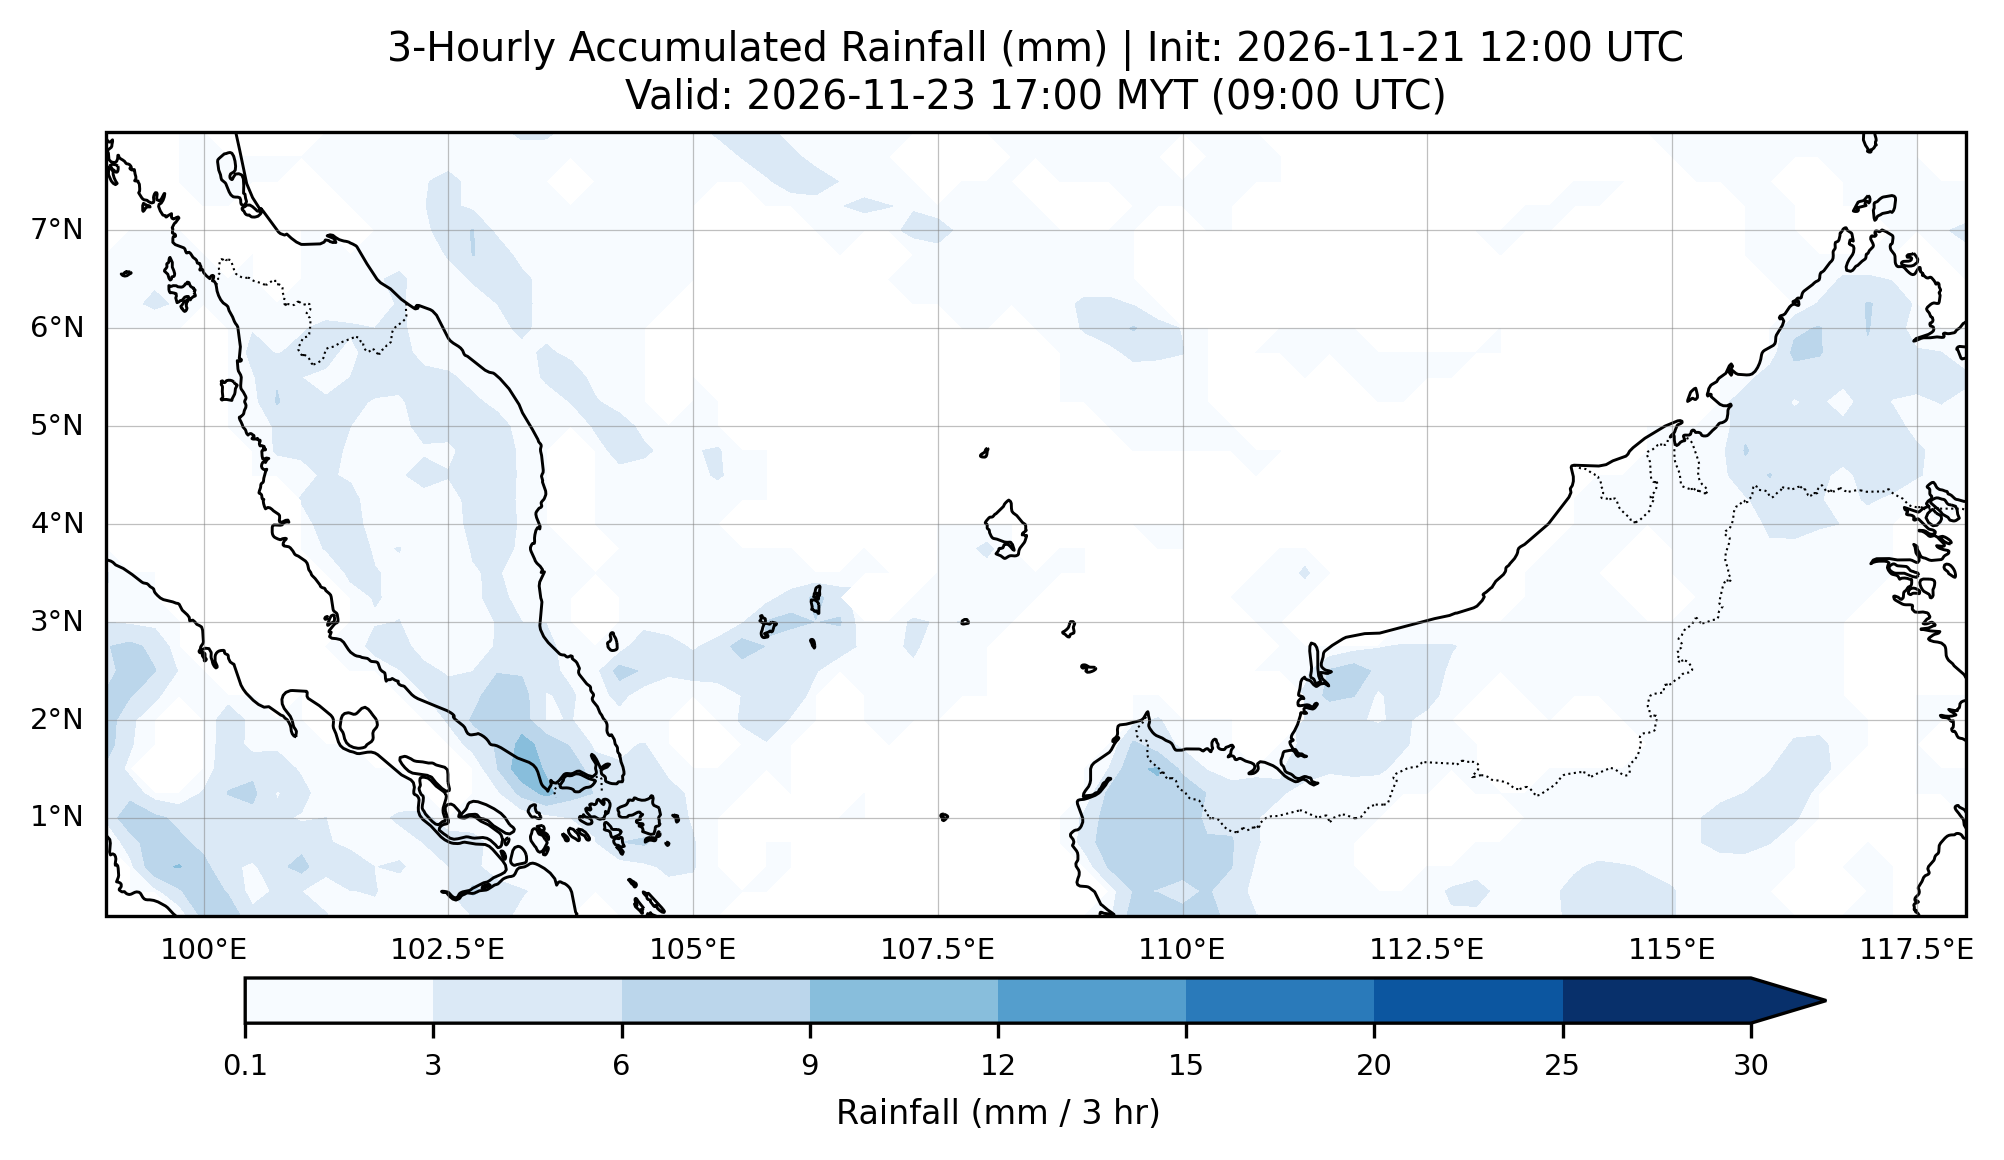 3-Hourly Accumulated Rainfall (mm) | Init: 2026-11-21 12:00 UTC
Valid: 2026-11-23 17:00 MYT (09:00 UTC)
7°N
6°N
5°N
4°N
3°N
2°N
1°N
100°E 102.5°E 105°E 107.5°E 110°E 112.5°E 115°E 117.5°E
0.1 3 6 9 12 15 20 25 30
Rainfall (mm / 3 hr)